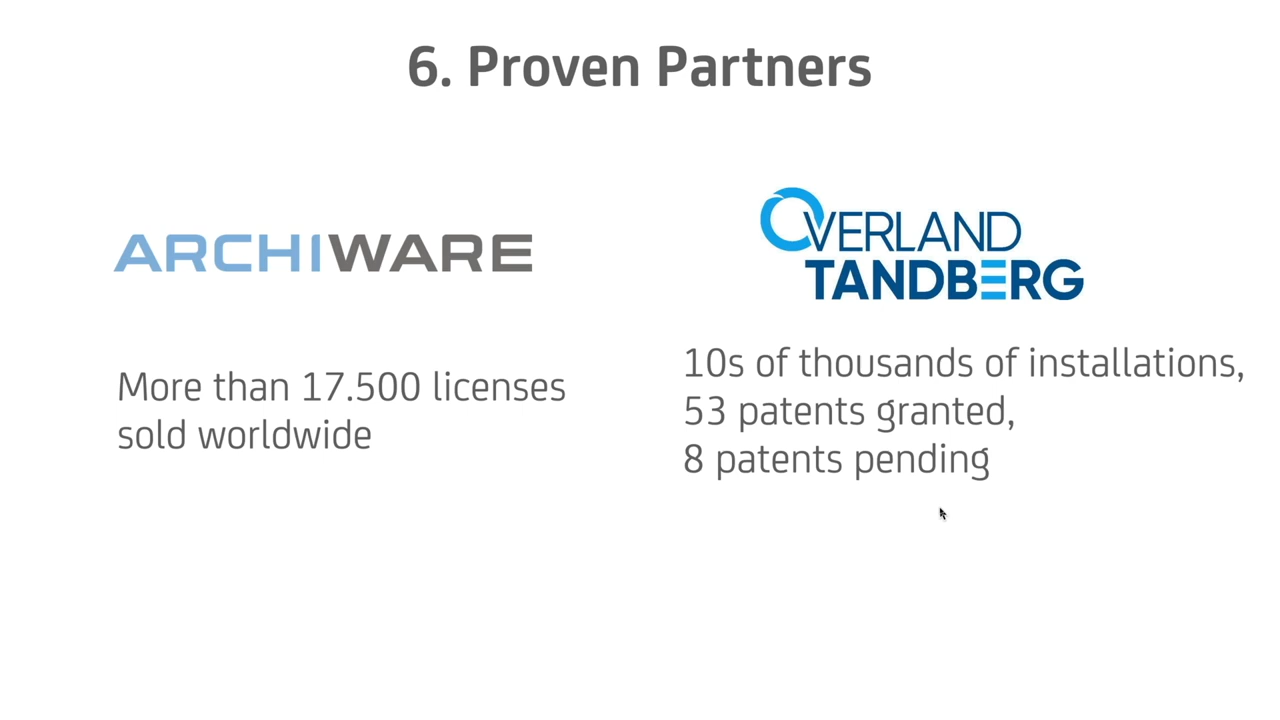 6. Proven Partners
ARCHIWARE
More than 17.500 licenses
sold worldwide
OVERLAND
TANDBERG
10s of thousands of installations,
53 patents granted,
8 patents pending